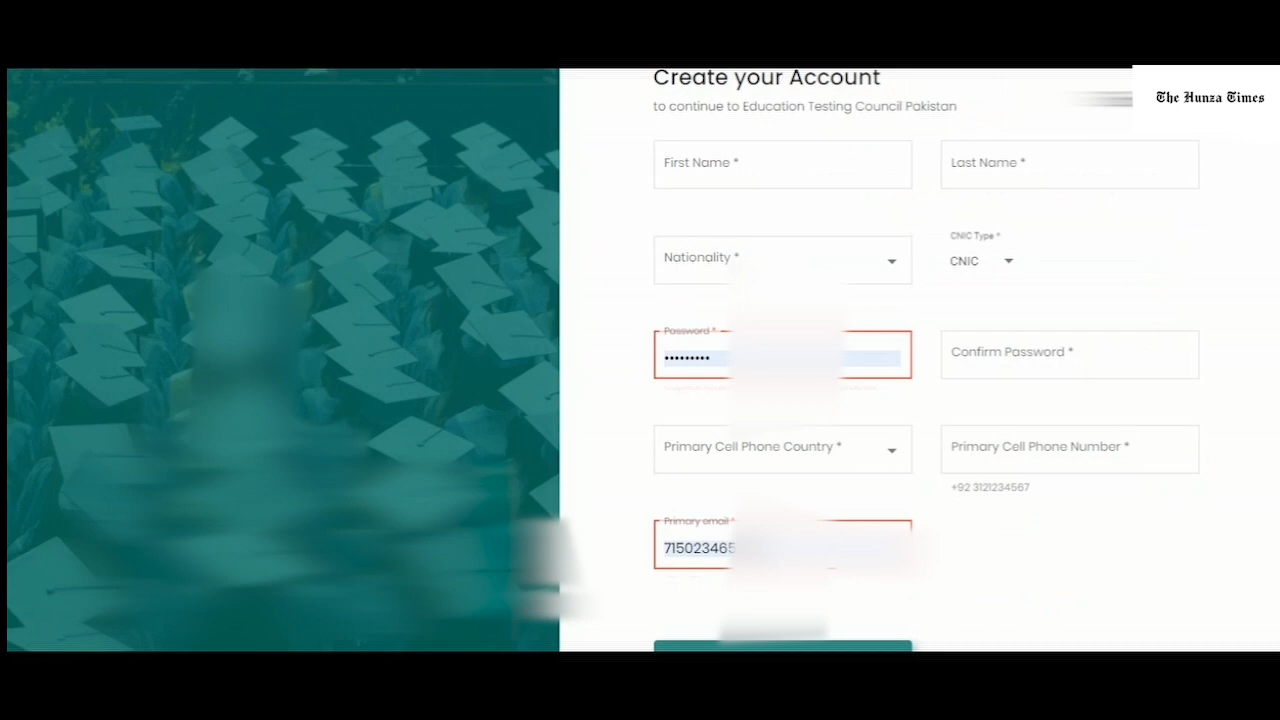 Create your Account
to continue to Education Testing Council Pakistan
The Hunza Times
First Name *
Last Name *
Nationality *
CNIC Type *
CNIC
Password *
•••••••••
Confirm Password *
Primary Cell Phone Country *
Primary Cell Phone Number *
+92 3121234567
Primary email *
715023465